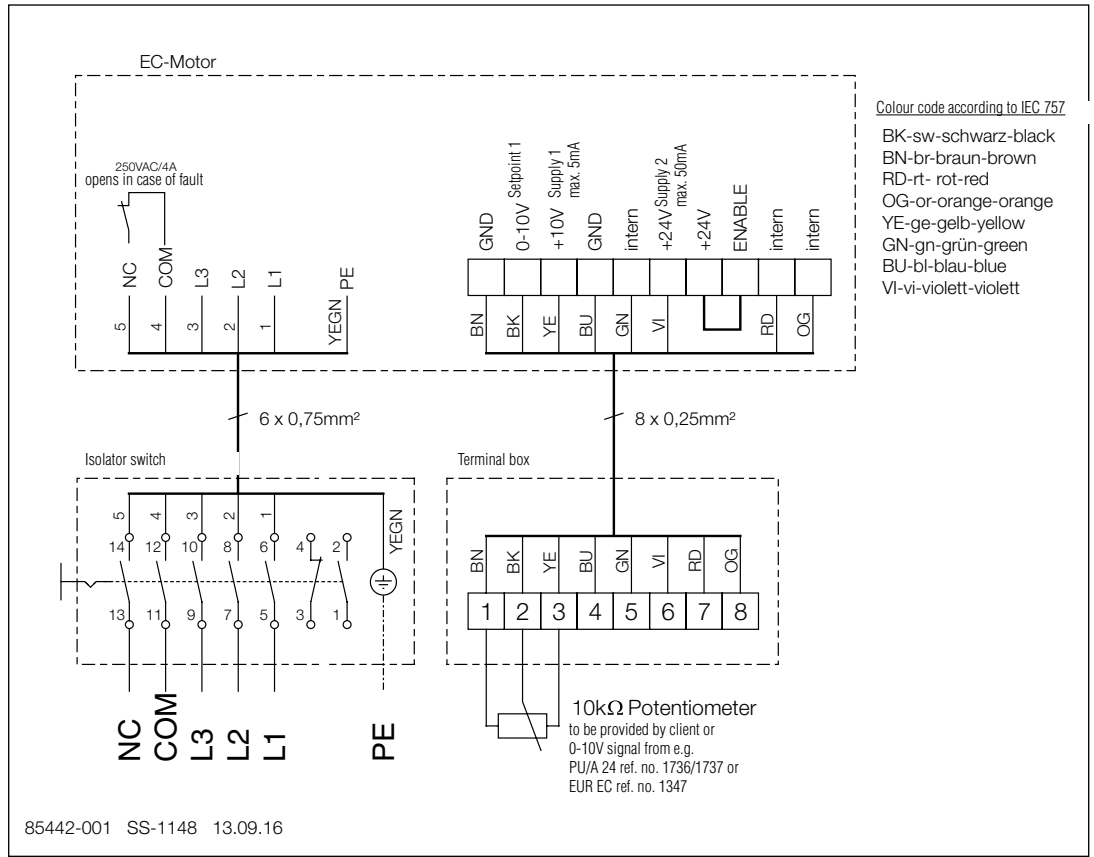 EC-Motor
Colour code according to IEC 757
BK-sw-schwarz-black
BN-br-braun-brown
RD-rt- rot-red
OG-or-orange-orange
YE-ge-gelb-yellow
GN-gn-grün-green
BU-bl-blau-blue
VI-vi-violett-violett
250VAC/4A
opens in case of fault
NC
COM
L3
L2
L1
PE
5
4
3
2
1
YEGN
GND
0-10V Setpoint 1
+10V Supply 1
max. 5mA
GND
intern
+24V Supply 2
max. 50mA
+24V
ENABLE
intern
intern
BN
BK
YE
BU
GN
VI
RD
OG
6 x 0,75mm²
8 x 0,25mm²
Isolator switch
5
4
3
2
1
YEGN
14
12
10
8
6
4
2
13
11
9
7
5
3
1
NC
COM
L3
L2
L1
PE
Terminal box
BN
BK
YE
BU
GN
VI
RD
OG
1 2 3 4 5 6 7 8
10kΩ Potentiometer
to be provided by client or
0-10V signal from e.g.
PU/A 24 ref. no. 1736/1737 or
EUR EC ref. no. 1347
85442-001 SS-1148 13.09.16